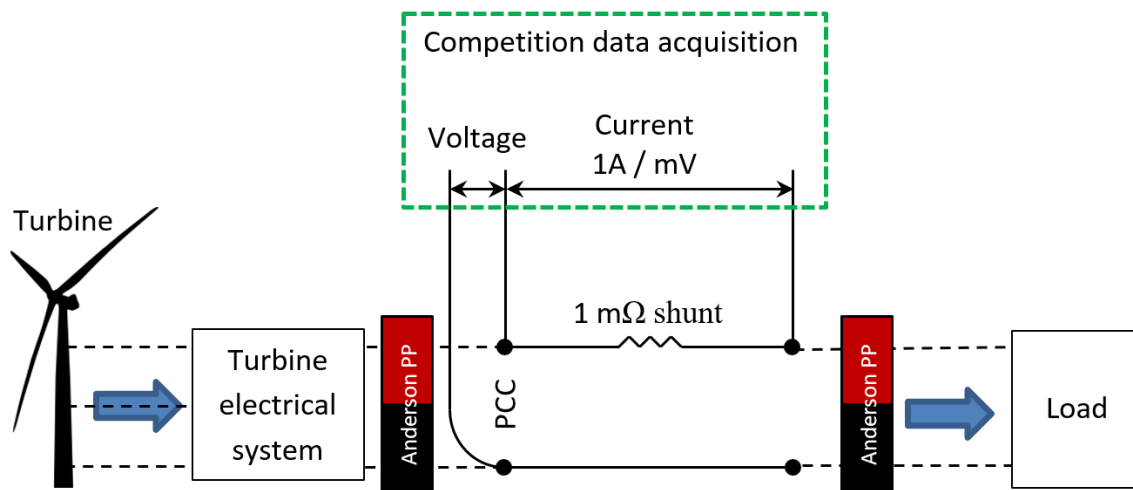 Competition data acquisition
Voltage
Current
1A / mV
Turbine
1 mΩ shunt
Turbine
electrical
system
Anderson PP
PCC
Anderson PP
Load